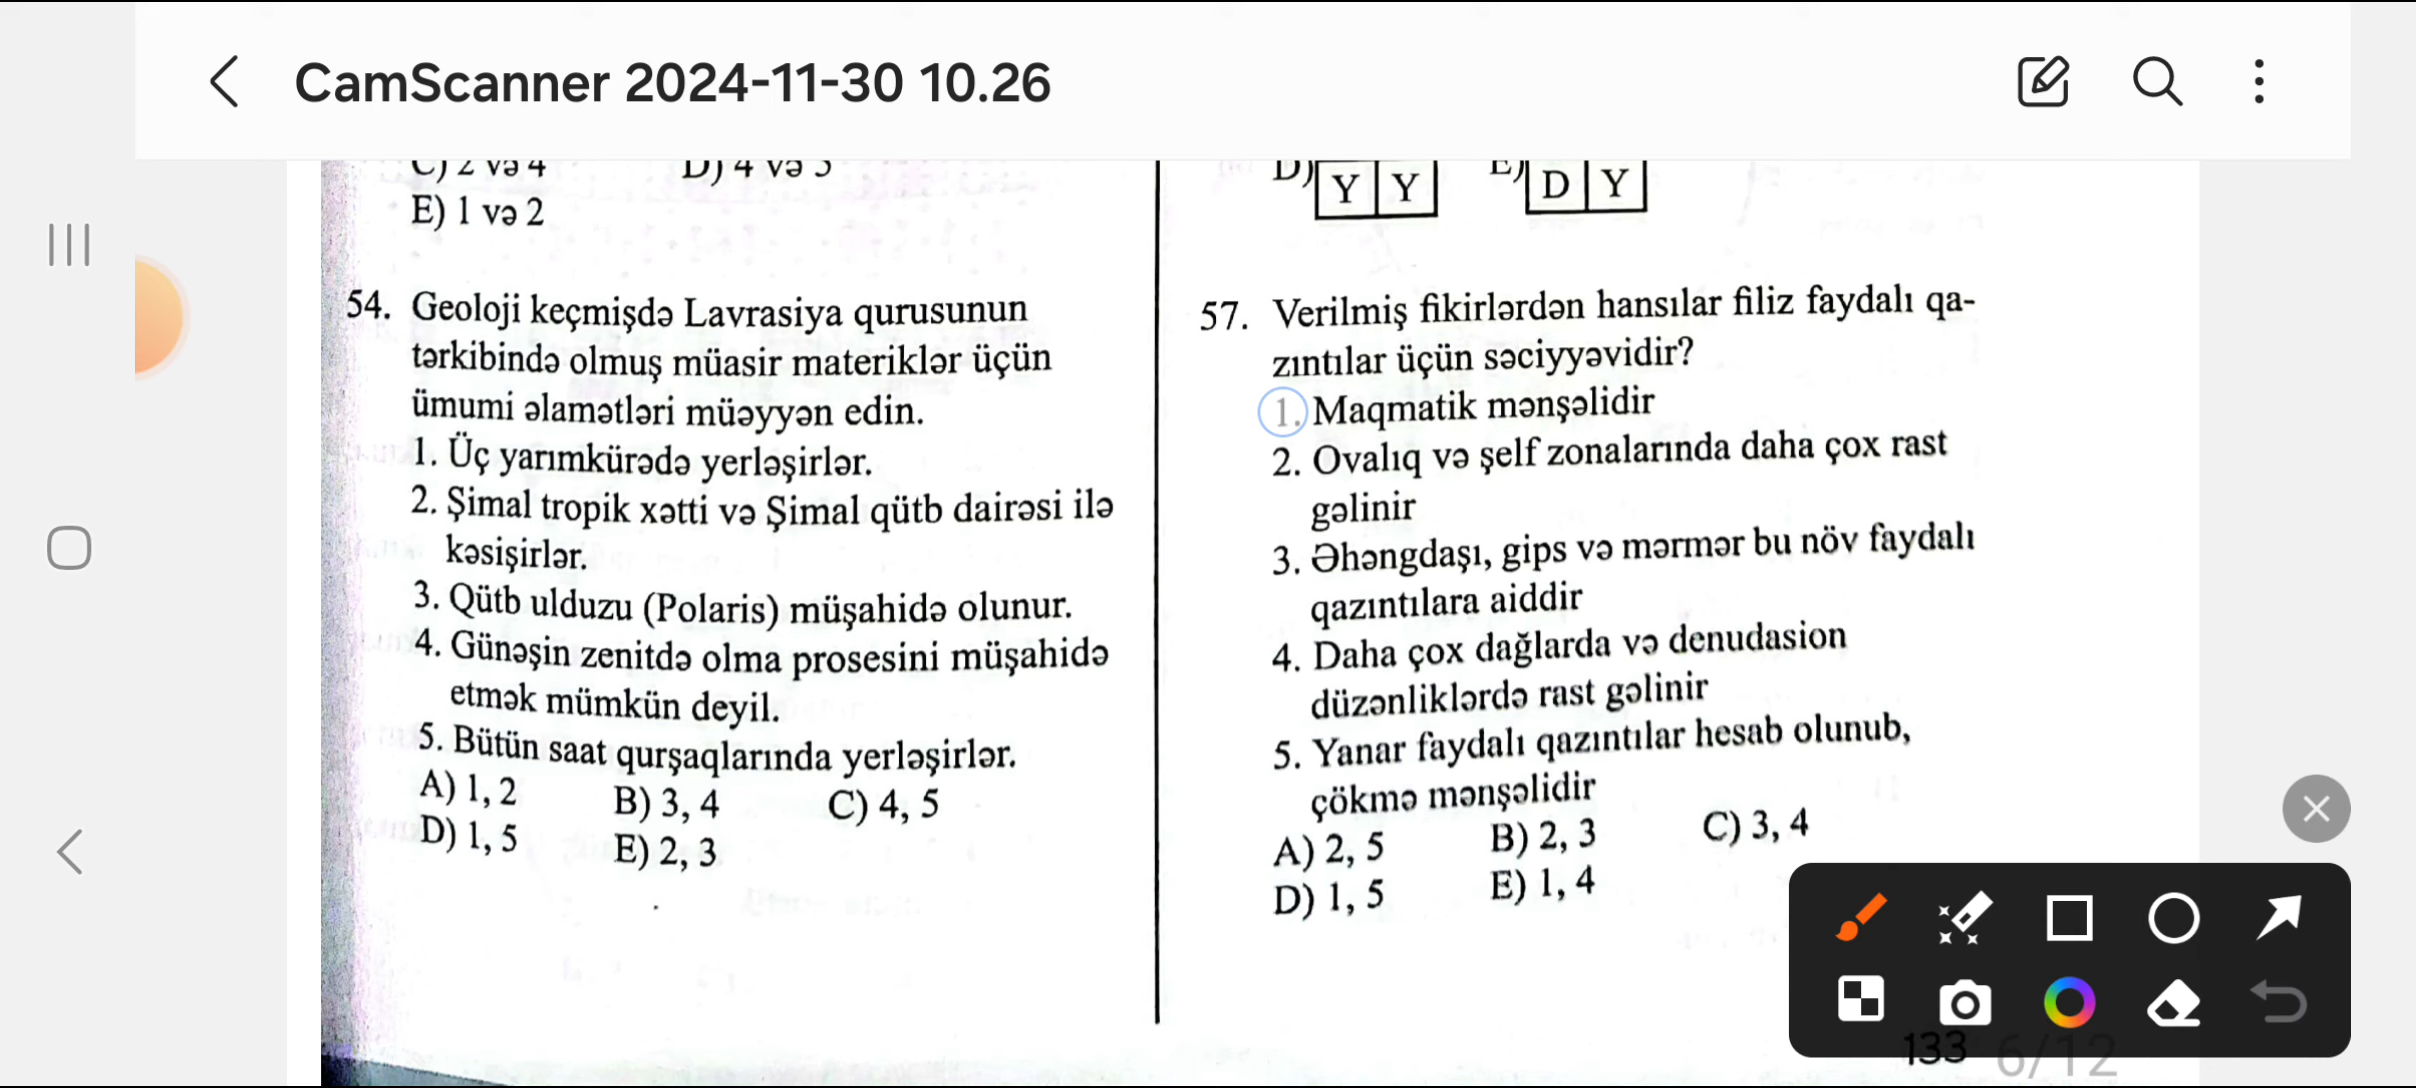 CamScanner 2024-11-30 10.26
C) 2 və 4 D) 4 və 5
E) 1 və 2
54. Geoloji keçmişdə Lavrasiya qurusunun
tərkibində olmuş müasir materiklər üçün
ümumi əlamətləri müəyyən edin.
1. Üç yarımkürədə yerləşirlər.
2. Şimal tropik xətti və Şimal qütb dairəsi ilə
kəsişirlər.
3. Qütb ulduzu (Polaris) müşahidə olunur.
4. Günəşin zenitdə olma prosesini müşahidə
etmək mümkün deyil.
5. Bütün saat qurşaqlarında yerləşirlər.
A) 1, 2 B) 3, 4 C) 4, 5
D) 1, 5 E) 2, 3
D) Y Y E) D Y
57. Verilmiş fikirlərdən hansılar filiz faydalı qa-
zıntılar üçün səciyyəvidir?
1. Maqmatik mənşəlidir
2. Ovalıq və şelf zonalarında daha çox rast
gəlinir
3. Əhəngdaşı, gips və mərmər bu növ faydalı
qazıntılara aiddir
4. Daha çox dağlarda və denudasion
düzənliklərdə rast gəlinir
5. Yanar faydalı qazıntılar hesab olunub,
çökmə mənşəlidir
A) 2, 5 B) 2, 3 C) 3, 4
D) 1, 5 E) 1, 4
133 6/12